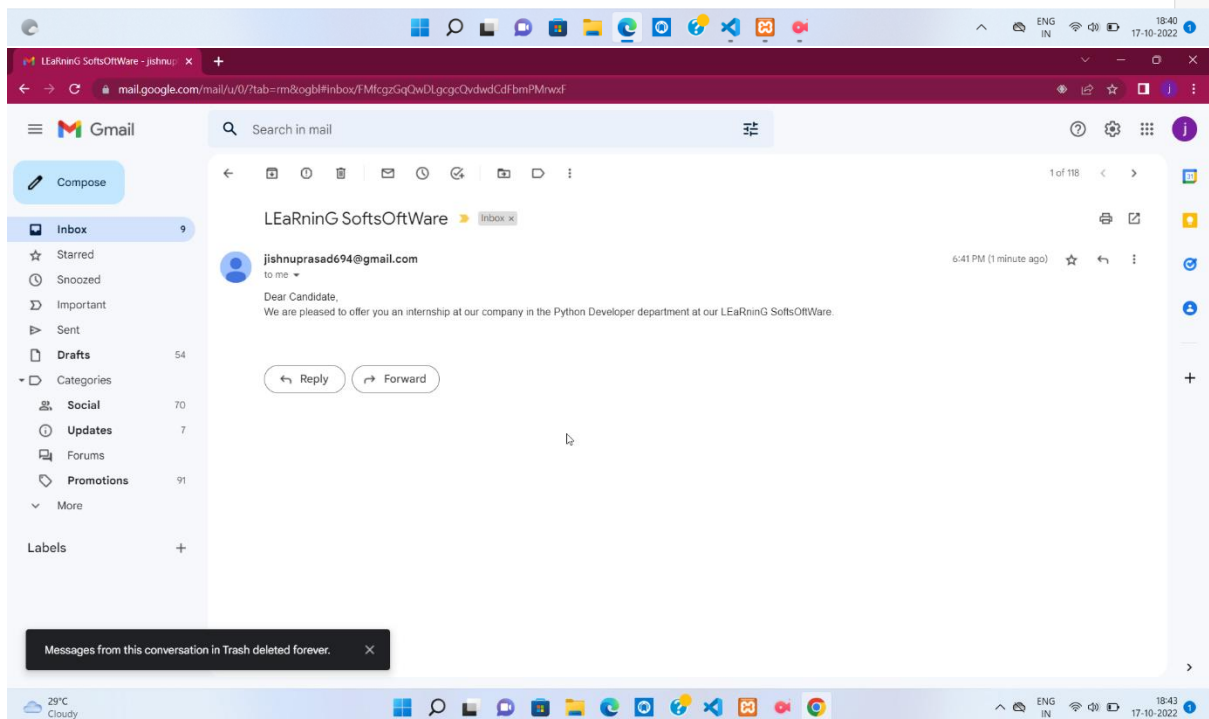 ENG
IN
18:40
17-10-2022
1
LEaRninG SoftsOftWare - jishnup
mail.google.com/mail/u/0/?tab=rm&ogbl#inbox/FMfcgzGqQwDLgcgcQvdwdCdFbmPMrwxF
j
Gmail
Search in mail
j
Compose
1 of 118
31
Inbox 9
Starred
Snoozed
Important
Sent
Drafts 54
Categories
Social 70
Updates 7
Forums
Promotions 91
More
Labels
LEaRninG SoftsOftWare Inbox x
jishnuprasad694@gmail.com 6:41 PM (1 minute ago)
to me
Dear Candidate,
We are pleased to offer you an internship at our company in the Python Developer department at our LEaRninG SoftsOftWare.
Reply Forward
Messages from this conversation in Trash deleted forever.
29°C
Cloudy
ENG
IN
18:43
17-10-2022
1